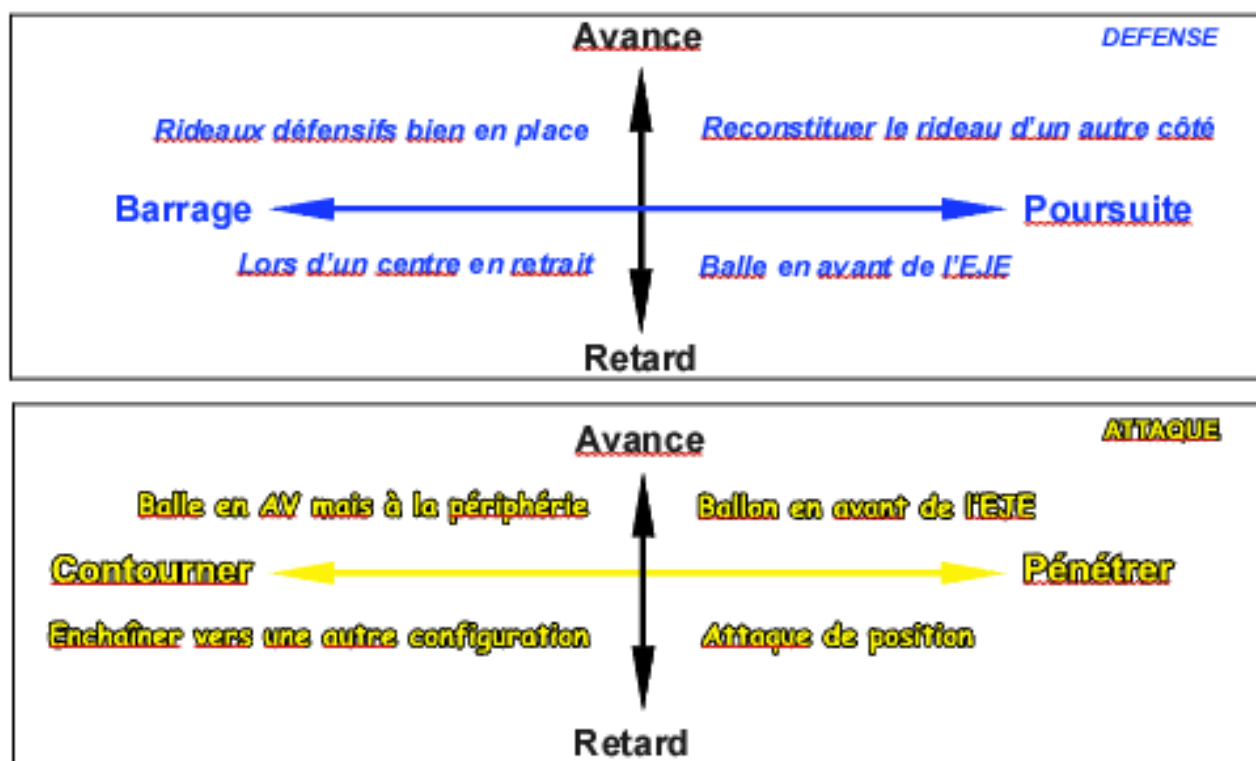 Avance
DEFENSE
Rideaux défensifs bien en place
Reconstituer le rideau d'un autre côté
Barrage
Poursuite
Lors d'un centre en retrait
Balle en avant de l'EJE
Retard
Avance
ATTAQUE
Balle en AV mais à la périphérie
Ballon en avant de l'EJE
Contourner
Pénétrer
Enchaîner vers une autre configuration
Attaque de position
Retard